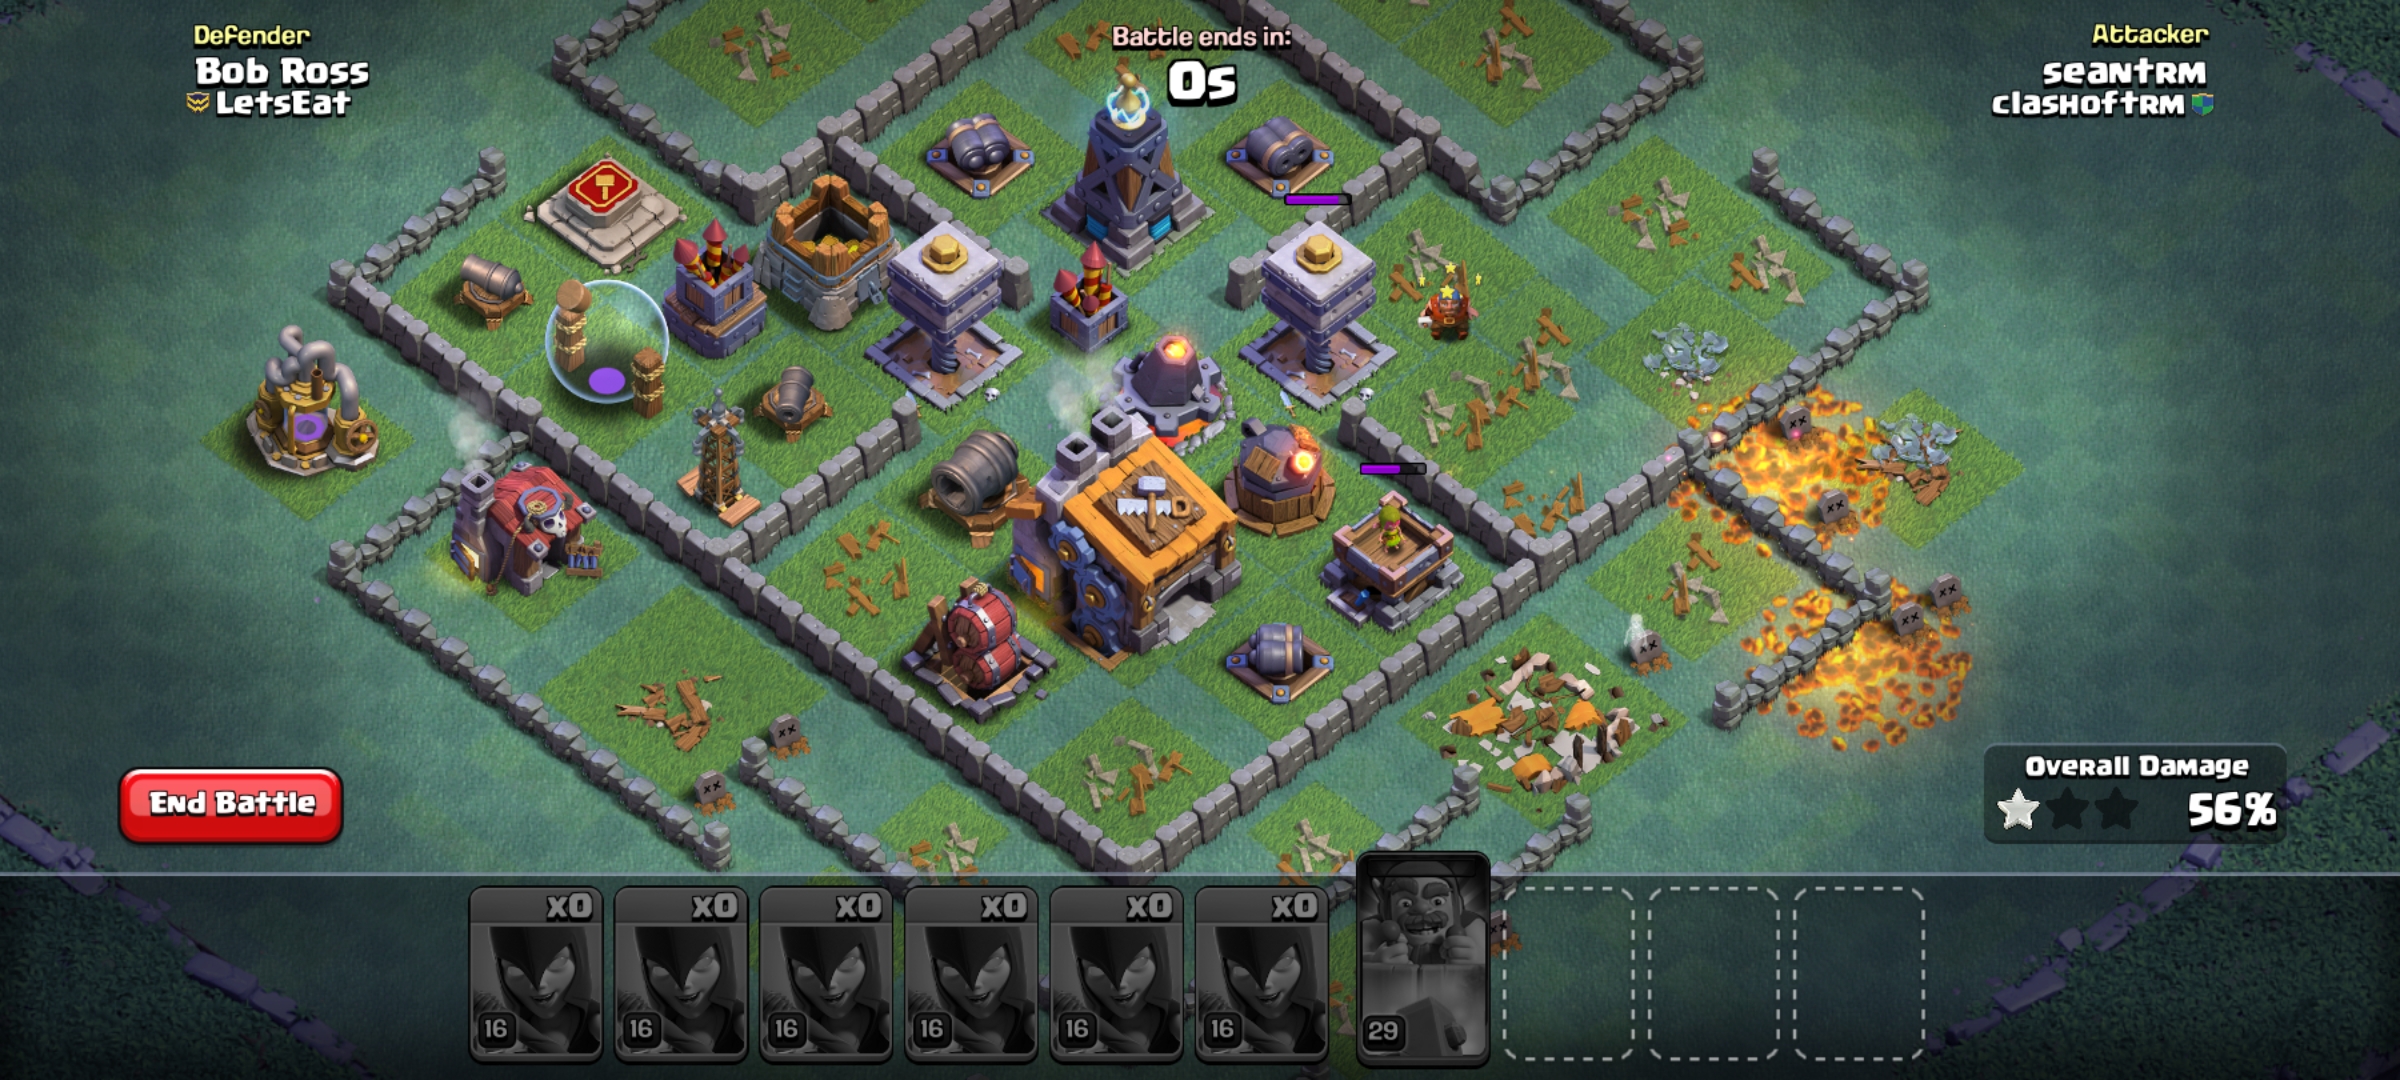 Defender
Bob Ross
LetsEat
Battle ends in:
0s
Attacker
seantRM
clashoftRM
End Battle
Overall Damage
56%
x0
x0
x0
x0
x0
x0
16
16
16
16
16
16
29